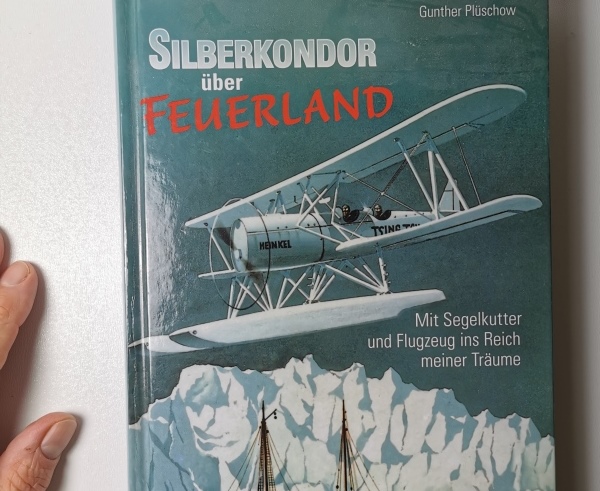 Gunther Plüschow
SILBERKONDOR
über
FEUERLAND
HEINKEL
Mit Segelkutter
und Flugzeug ins Reich
meiner Träume